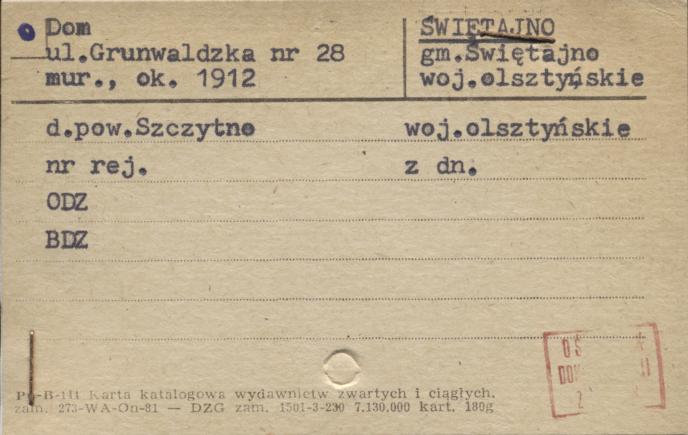 Dom
ul.Grunwaldzka nr 28
mur., ok. 1912
ŚWIĘTAJNO
gm.Świętajno
woj.olsztyńskie
d.pow.Szczytno woj.olsztyńskie
nr rej. z dn.
ODZ
BDZ
Karta katalogowa wydawnictw zwartych i ciągłych.
zam. 273-WA-On-81 — DZG zam. 1501-3-230 7.130.000 kart. 180g